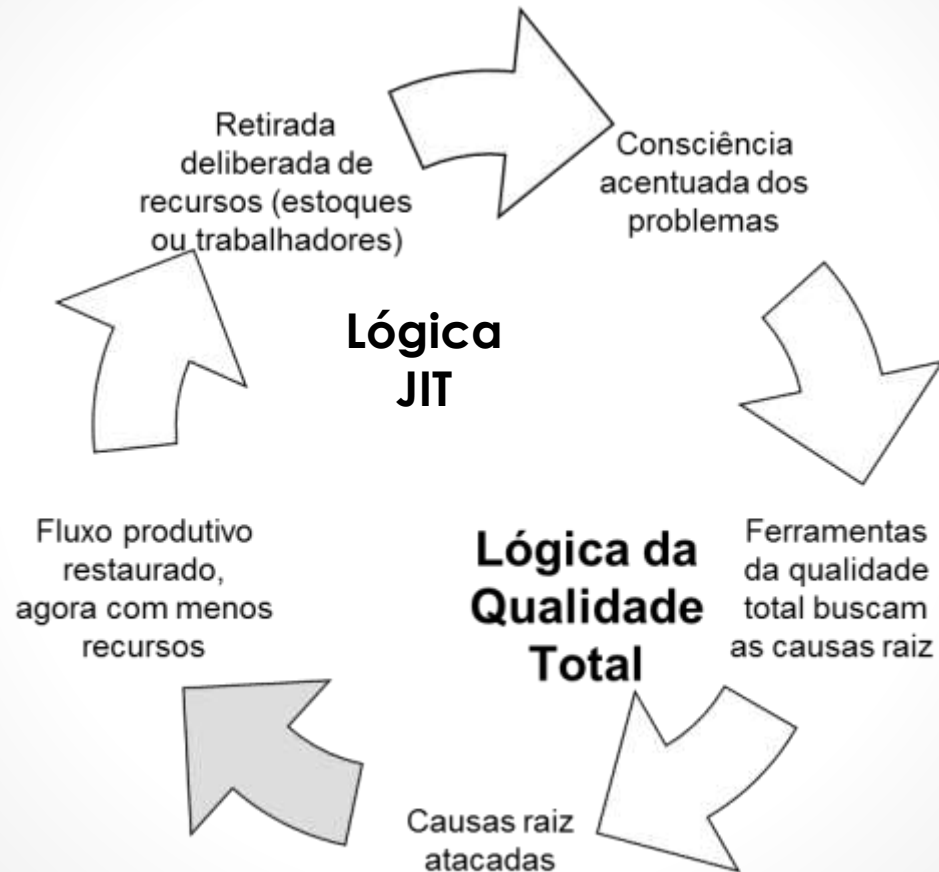 Retirada
deliberada de
recursos (estoques
ou trabalhadores)
Consciência
acentuada dos
problemas
Lógica
JIT
Fluxo produtivo
restaurado,
agora com menos
recursos
Lógica da
Qualidade
Total
Ferramentas
da qualidade
total buscam
as causas raiz
Causas raiz
atacadas